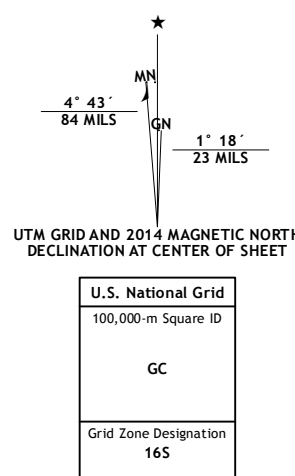 ★
MN
4° 43´
84 MILS
GN
1° 18´
23 MILS
UTM GRID AND 2014 MAGNETIC NORTH
DECLINATION AT CENTER OF SHEET
U.S. National Grid
100,000-m Square ID
GC
Grid Zone Designation
16S